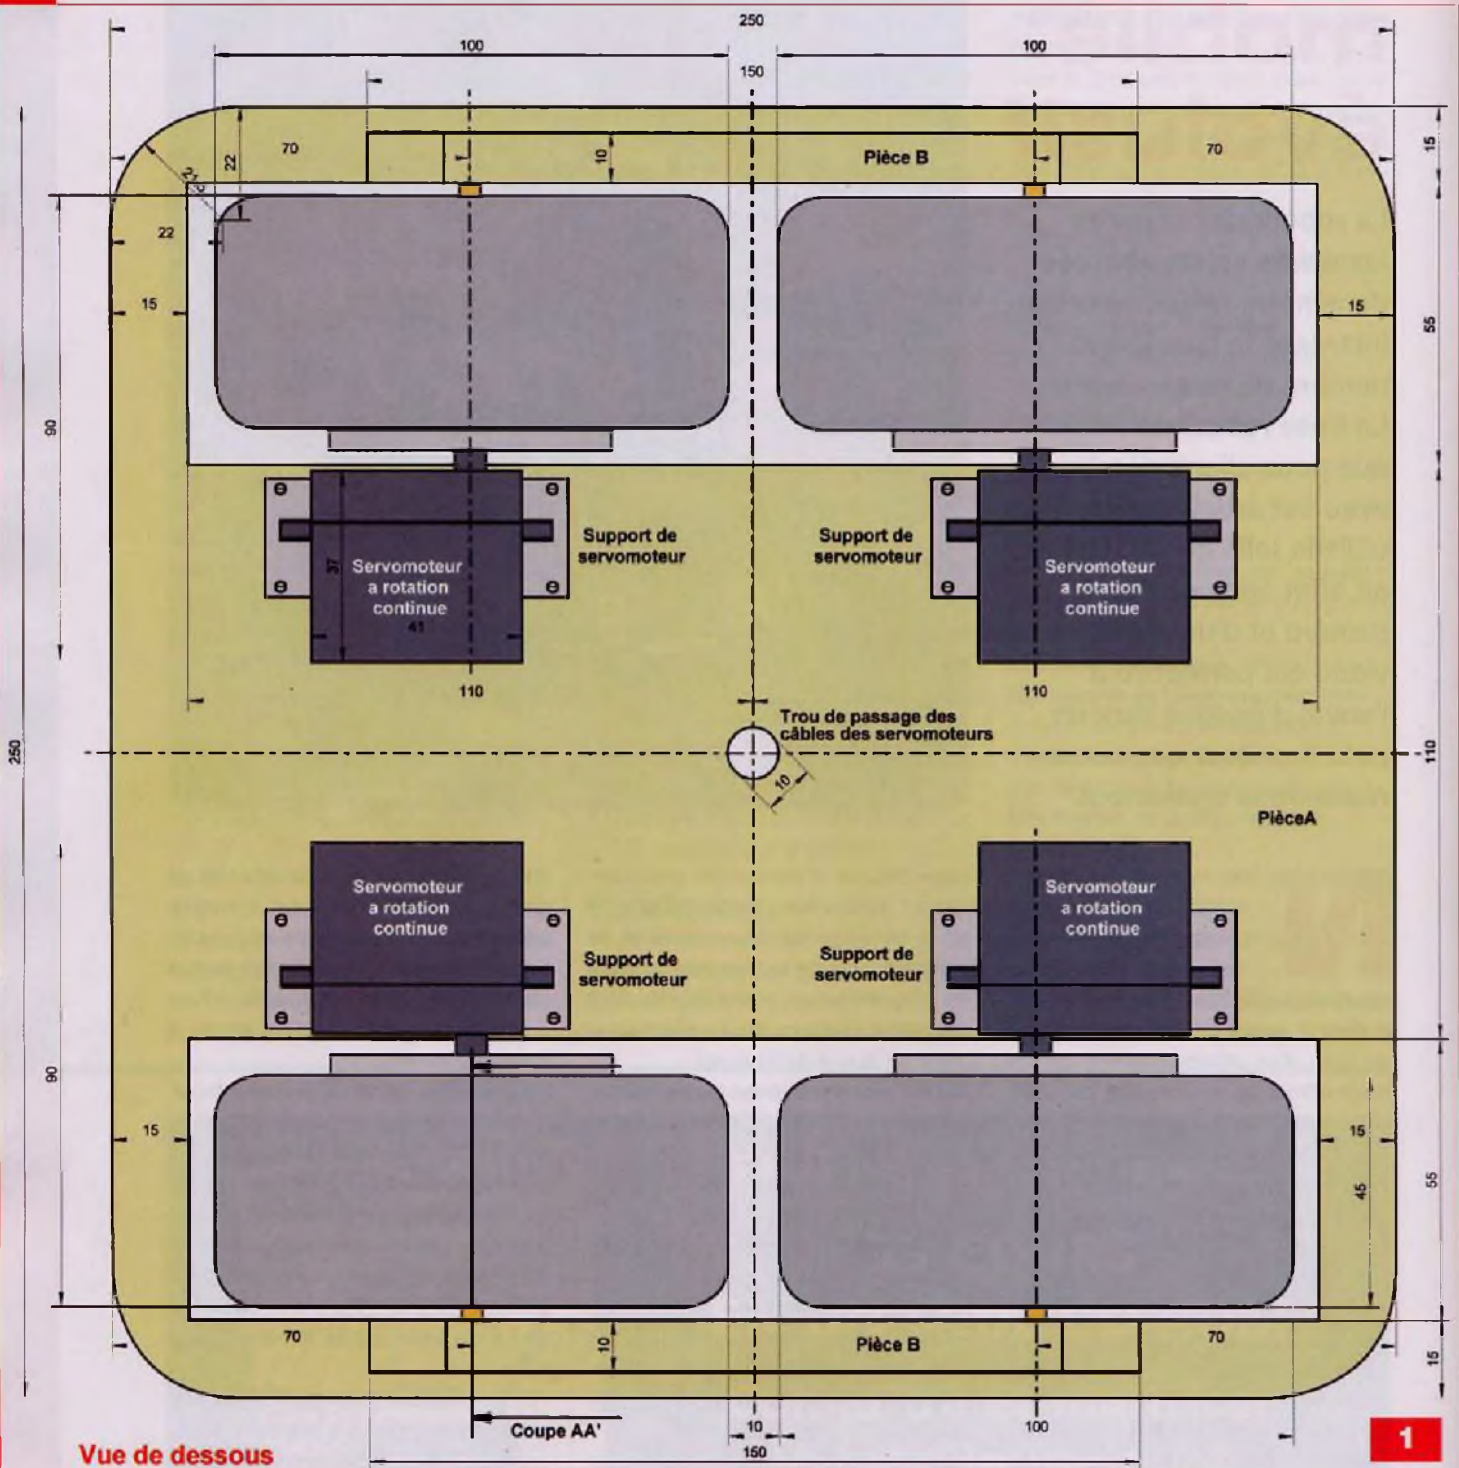 250
100
100
150
70
22
10
Pièce B
70
15
22
15
15
55
90
Support de
servomoteur
Support de
servomoteur
37
Servomoteur
a rotation
continue
41
Servomoteur
a rotation
continue
110
110
Trou de passage des
câbles des servomoteurs
10
250
110
PièceA
Servomoteur
a rotation
continue
Servomoteur
a rotation
continue
Support de
servomoteur
Support de
servomoteur
90
15
15
45
55
70
10
Pièce B
70
15
Coupe AA'
10
100
150
Vue de dessous
1